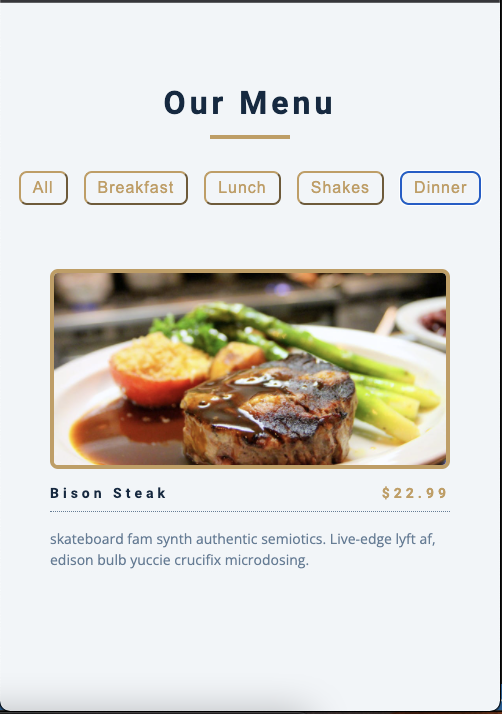 Our Menu
All Breakfast Lunch Shakes Dinner
Bison Steak $22.99
skateboard fam synth authentic semiotics. Live-edge lyft af,
edison bulb yuccie crucifix microdosing.